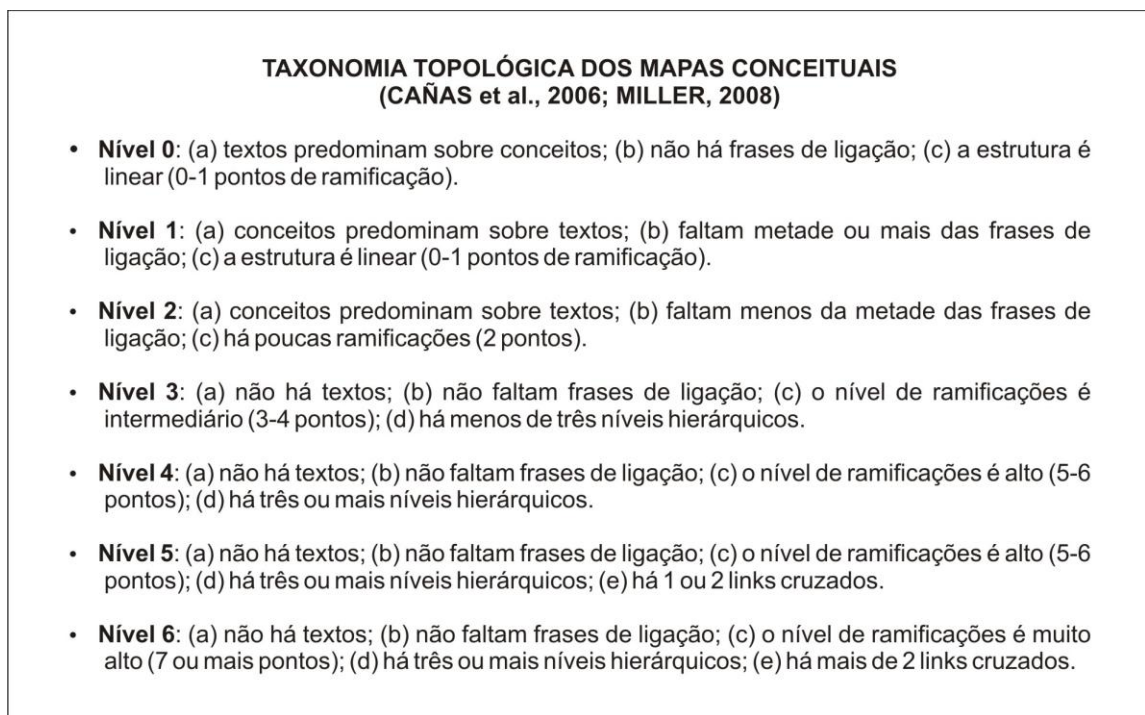 TAXONOMIA TOPOLÓGICA DOS MAPAS CONCEITUAIS
(CAÑAS et al., 2006; MILLER, 2008)
• Nível 0: (a) textos predominam sobre conceitos; (b) não há frases de ligação; (c) a estrutura é
linear (0-1 pontos de ramificação).
• Nível 1: (a) conceitos predominam sobre textos; (b) faltam metade ou mais das frases de
ligação; (c) a estrutura é linear (0-1 pontos de ramificação).
• Nível 2: (a) conceitos predominam sobre textos; (b) faltam menos da metade das frases de
ligação; (c) há poucas ramificações (2 pontos).
• Nível 3: (a) não há textos; (b) não faltam frases de ligação; (c) o nível de ramificações é
intermediário (3-4 pontos); (d) há menos de três níveis hierárquicos.
• Nível 4: (a) não há textos; (b) não faltam frases de ligação; (c) o nível de ramificações é alto (5-6
pontos); (d) há três ou mais níveis hierárquicos.
• Nível 5: (a) não há textos; (b) não faltam frases de ligação; (c) o nível de ramificações é alto (5-6
pontos); (d) há três ou mais níveis hierárquicos; (e) há 1 ou 2 links cruzados.
• Nível 6: (a) não há textos; (b) não faltam frases de ligação; (c) o nível de ramificações é muito
alto (7 ou mais pontos); (d) há três ou mais níveis hierárquicos; (e) há mais de 2 links cruzados.